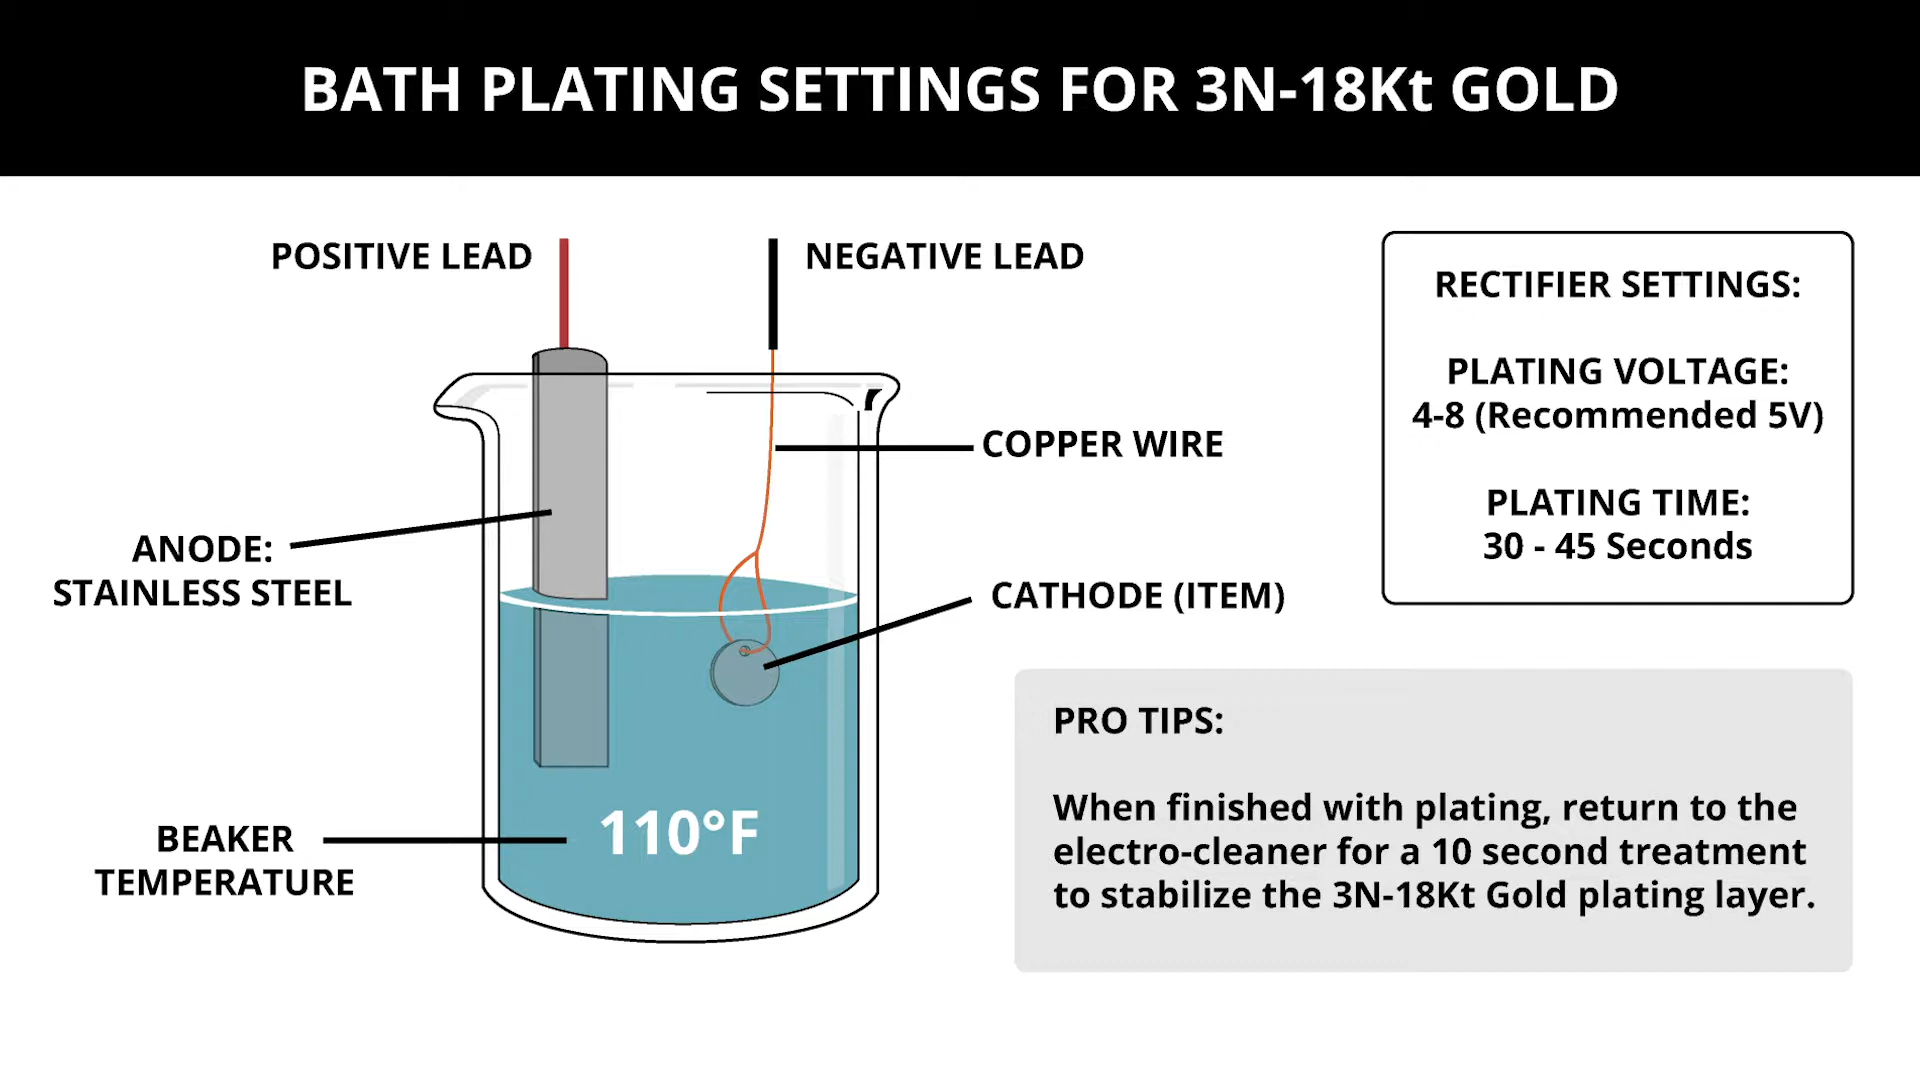 BATH PLATING SETTINGS FOR 3N-18Kt GOLD
POSITIVE LEAD
NEGATIVE LEAD
COPPER WIRE
ANODE:
STAINLESS STEEL
CATHODE (ITEM)
BEAKER
TEMPERATURE
110°F
RECTIFIER SETTINGS:
PLATING VOLTAGE:
4-8 (Recommended 5V)
PLATING TIME:
30 - 45 Seconds
PRO TIPS:
When finished with plating, return to the
electro-cleaner for a 10 second treatment
to stabilize the 3N-18Kt Gold plating layer.